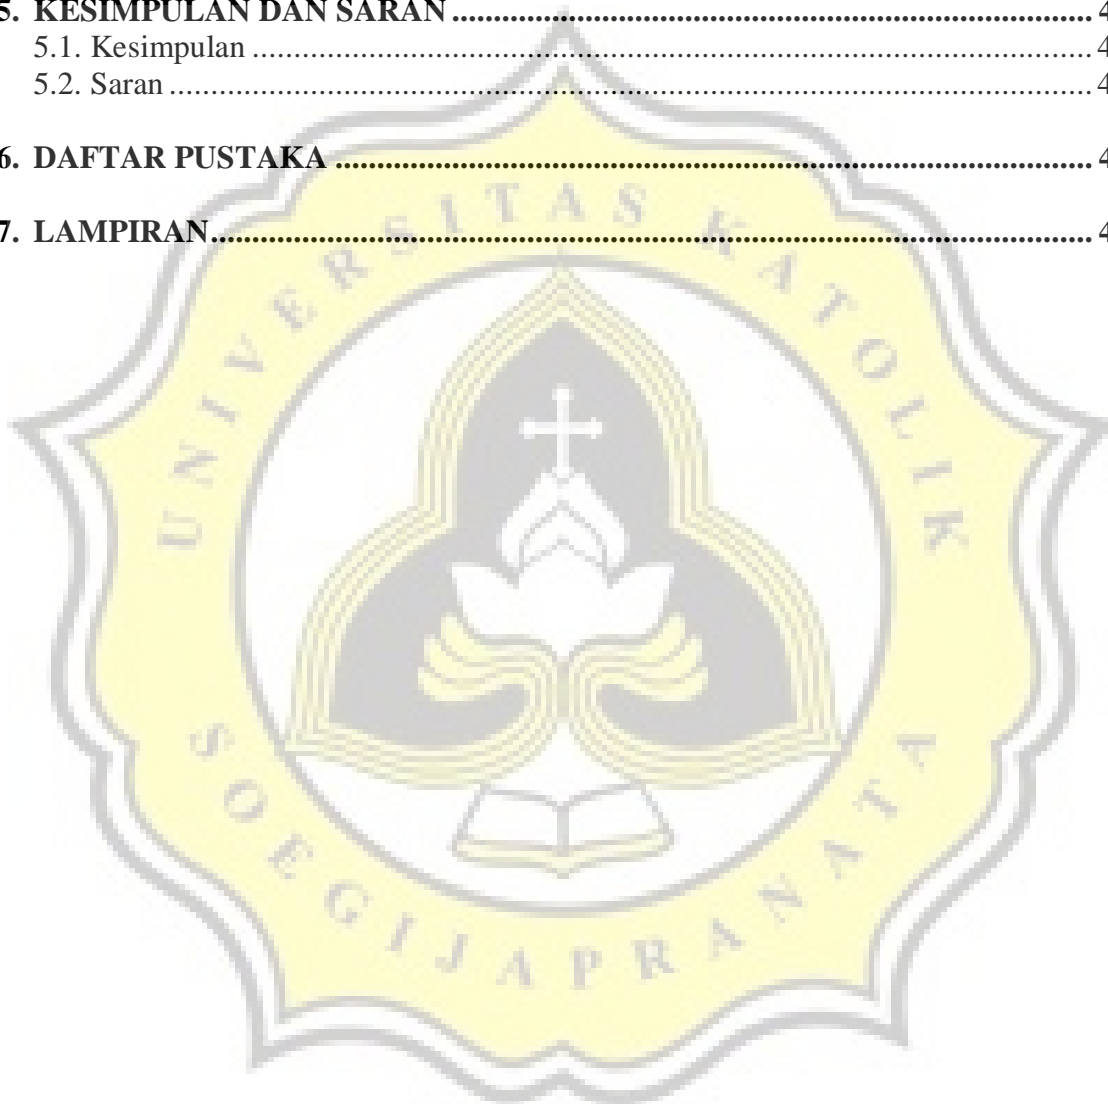 5. KESIMPULAN DAN SARAN ........................................................................ 4
5.1. Kesimpulan ........................................................................ 4
5.2. Saran ........................................................................ 4
6. DAFTAR PUSTAKA ........................................................................ 4
7. LAMPIRAN ........................................................................ 4
UNIVERSITAS KATOLIK
SOEGIJAPRANATA